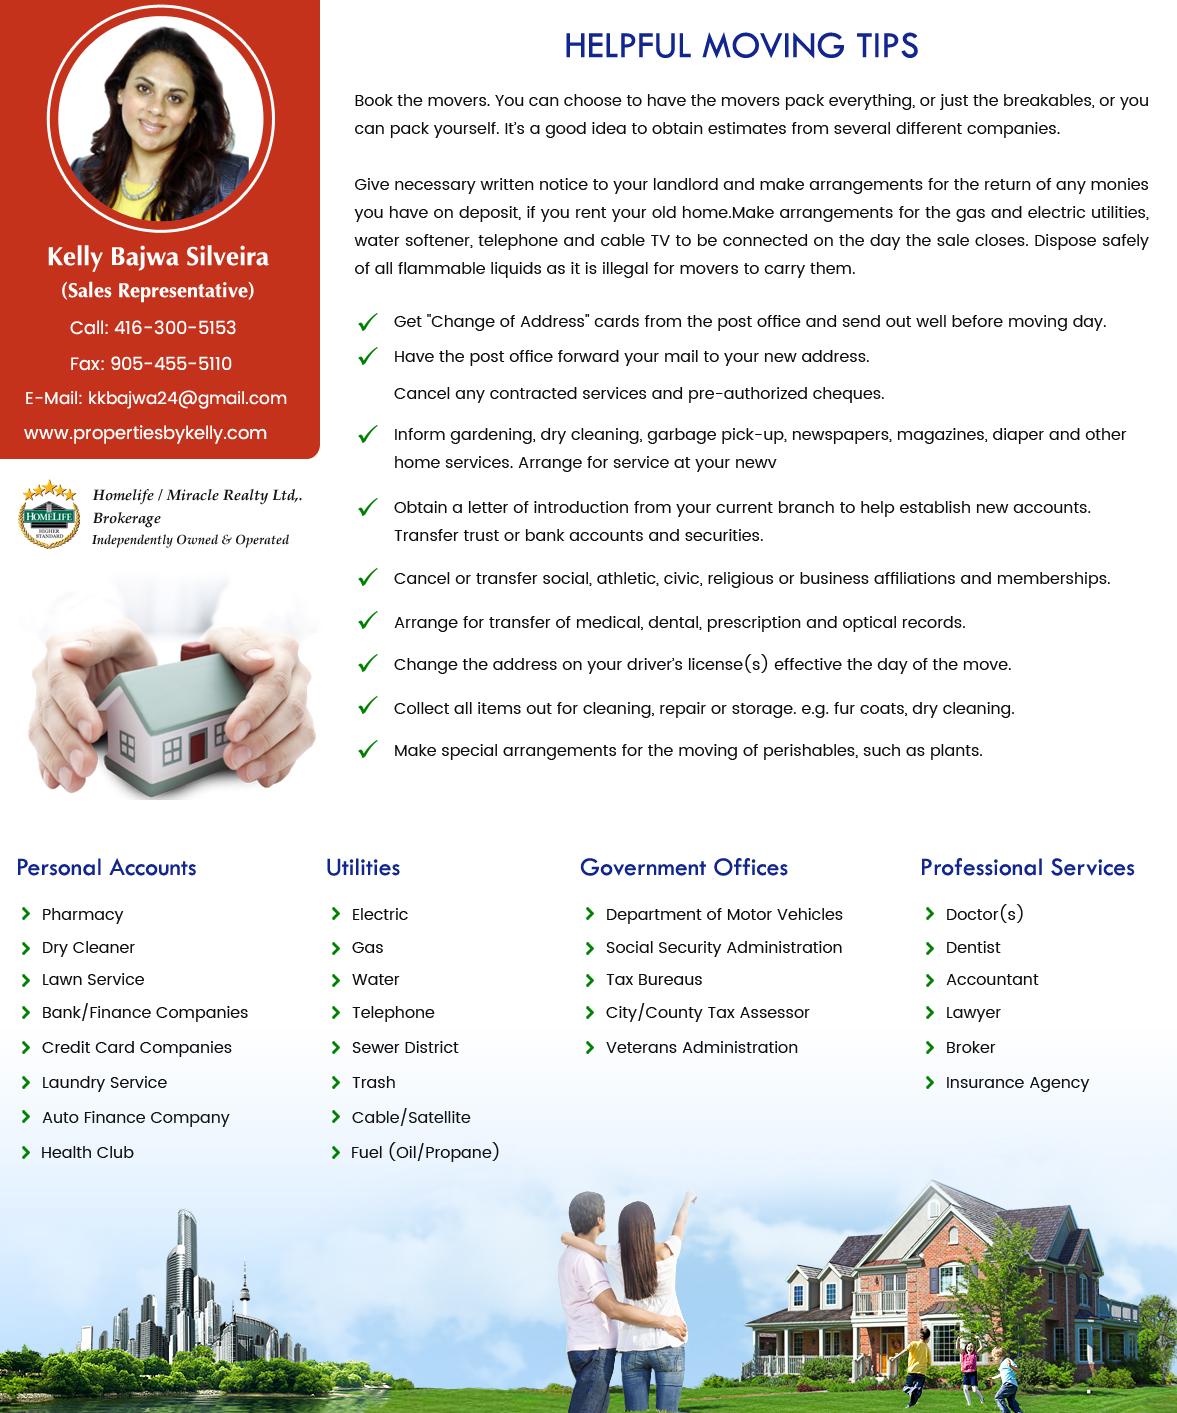 Kelly Bajwa Silveira
(Sales Representative)
Call: 416-300-5153
Fax: 905-455-5110
E-Mail: kkbajwa24@gmail.com
www.propertiesbykelly.com
HOMELIFE
HIGHER
STANDARD
Homelife / Miracle Realty Ltd,.
Brokerage
Independently Owned & Operated
HELPFUL MOVING TIPS
Book the movers. You can choose to have the movers pack everything, or just the breakables, or you
can pack yourself. It's a good idea to obtain estimates from several different companies.
Give necessary written notice to your landlord and make arrangements for the return of any monies
you have on deposit, if you rent your old home.Make arrangements for the gas and electric utilities,
water softener, telephone and cable TV to be connected on the day the sale closes. Dispose safely
of all flammable liquids as it is illegal for movers to carry them.
Get "Change of Address" cards from the post office and send out well before moving day.
Have the post office forward your mail to your new address.
Cancel any contracted services and pre-authorized cheques.
Inform gardening, dry cleaning, garbage pick-up, newspapers, magazines, diaper and other
home services. Arrange for service at your newv
Obtain a letter of introduction from your current branch to help establish new accounts.
Transfer trust or bank accounts and securities.
Cancel or transfer social, athletic, civic, religious or business affiliations and memberships.
Arrange for transfer of medical, dental, prescription and optical records.
Change the address on your driver's license(s) effective the day of the move.
Collect all items out for cleaning, repair or storage. e.g. fur coats, dry cleaning.
Make special arrangements for the moving of perishables, such as plants.
Personal Accounts
Pharmacy
Dry Cleaner
Lawn Service
Bank/Finance Companies
Credit Card Companies
Laundry Service
Auto Finance Company
Health Club
Utilities
Electric
Gas
Water
Telephone
Sewer District
Trash
Cable/Satellite
Fuel (Oil/Propane)
Government Offices
Department of Motor Vehicles
Social Security Administration
Tax Bureaus
City/County Tax Assessor
Veterans Administration
Professional Services
Doctor(s)
Dentist
Accountant
Lawyer
Broker
Insurance Agency